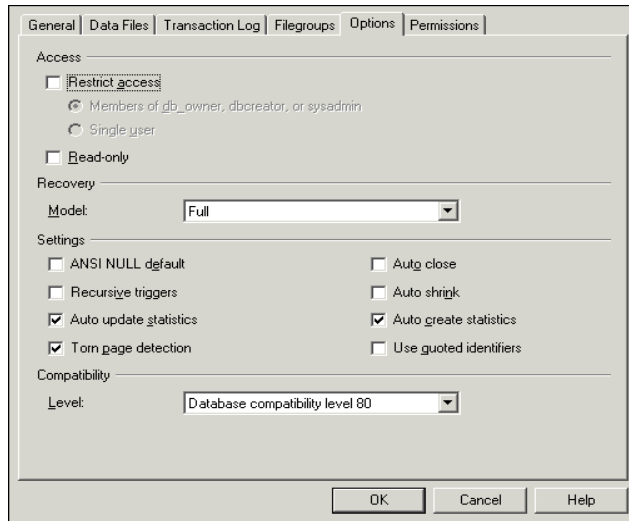 General Data Files Transaction Log Filegroups Options Permissions
Access
Restrict access
Members of db_owner, dbcreator, or sysadmin
Single user
Read-only
Recovery
Model: Full
Settings
ANSI NULL default Auto close
Recursive triggers Auto shrink
Auto update statistics Auto create statistics
Torn page detection Use quoted identifiers
Compatibility
Level: Database compatibility level 80
OK Cancel Help